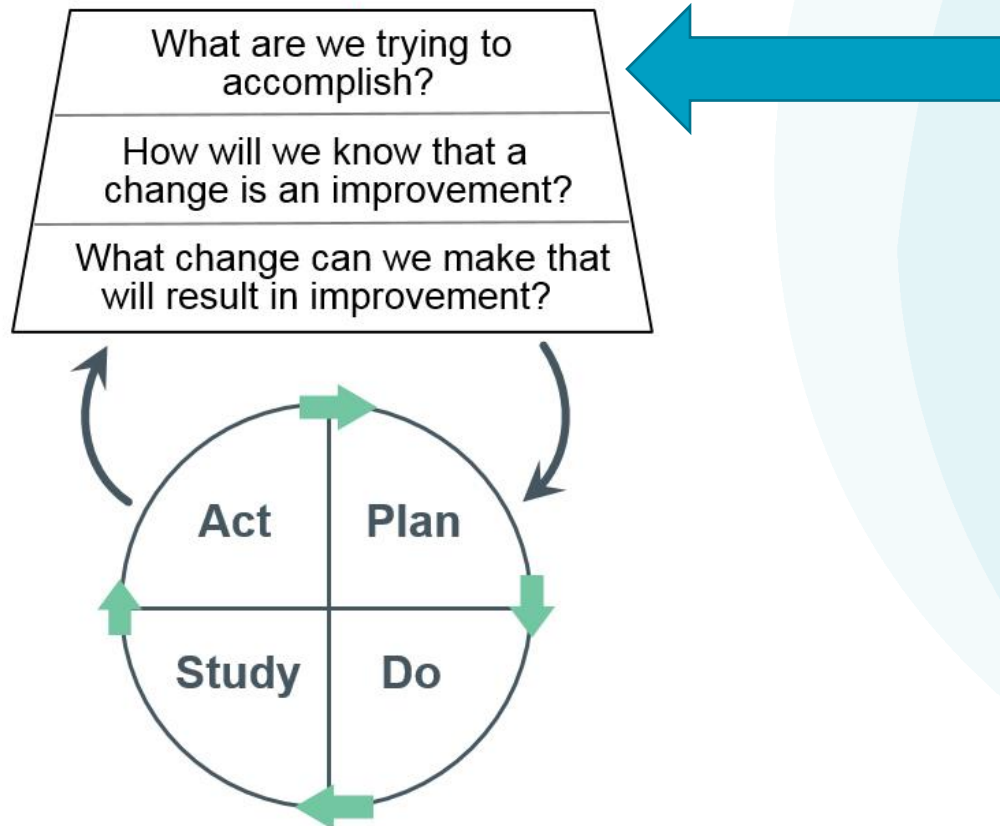 What are we trying to
accomplish?
How will we know that a
change is an improvement?
What change can we make that
will result in improvement?
Act
Plan
Study
Do